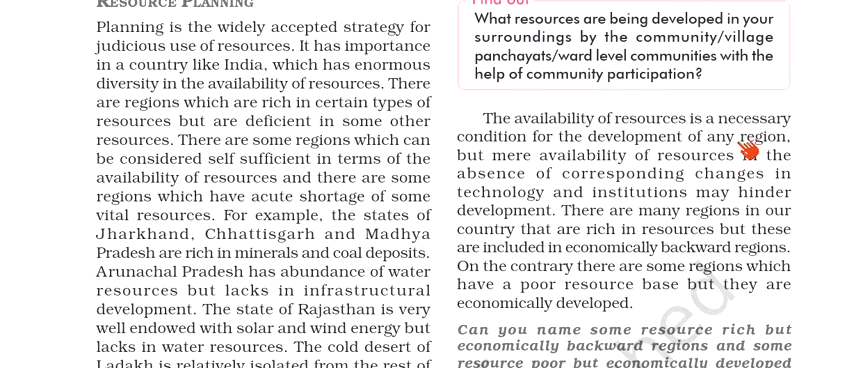 RESOURCE PLANNING
Planning is the widely accepted strategy for
judicious use of resources. It has importance
in a country like India, which has enormous
diversity in the availability of resources. There
are regions which are rich in certain types of
resources but are deficient in some other
resources. There are some regions which can
be considered self sufficient in terms of the
availability of resources and there are some
regions which have acute shortage of some
vital resources. For example, the states of
Jharkhand, Chhattisgarh and Madhya
Pradesh are rich in minerals and coal deposits.
Arunachal Pradesh has abundance of water
resources but lacks in infrastructural
development. The state of Rajasthan is very
well endowed with solar and wind energy but
lacks in water resources. The cold desert of
Ladakh is relatively isolated from the rest of
Find out
What resources are being developed in your
surroundings by the community/village
panchayats/ward level communities with the
help of community participation?
The availability of resources is a necessary
condition for the development of any region,
but mere availability of resources in the
absence of corresponding changes in
technology and institutions may hinder
development. There are many regions in our
country that are rich in resources but these
are included in economically backward regions.
On the contrary there are some regions which
have a poor resource base but they are
economically developed.
Can you name some resource rich but
economically backward regions and some
resource poor but economically developed
hed